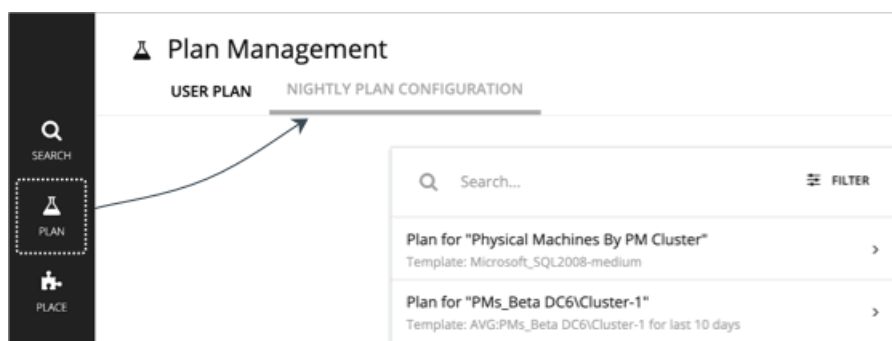 Plan Management
USER PLAN NIGHTLY PLAN CONFIGURATION
SEARCH
PLAN
PLACE
Search...
FILTER
Plan for "Physical Machines By PM Cluster"
Template: Microsoft_SQL2008-medium
Plan for "PMs_Beta DC6\Cluster-1"
Template: AVG:PMs_Beta DC6\Cluster-1 for last 10 days